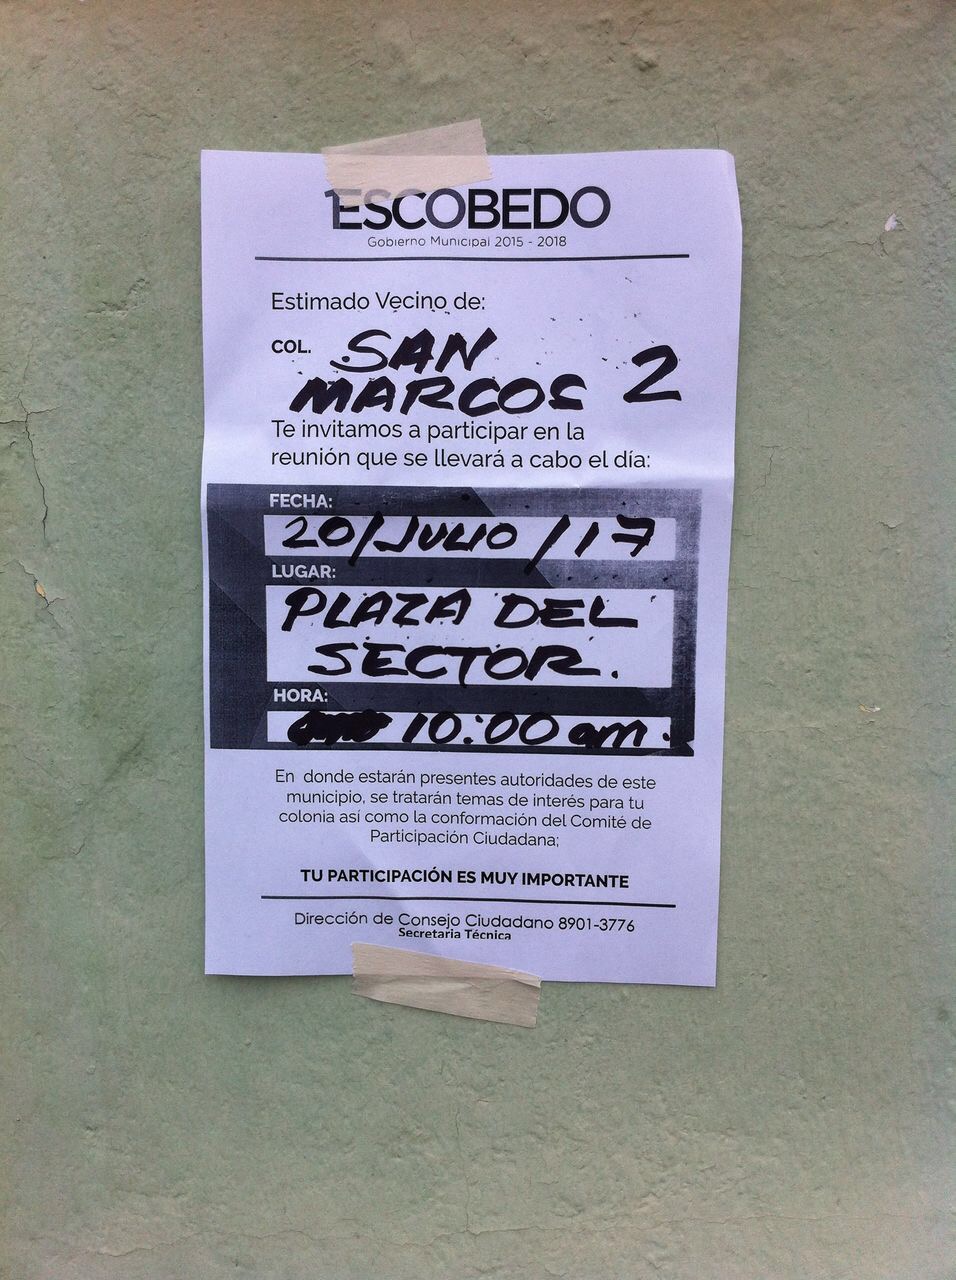 ESCOBEDO
Gobierno Municipal 2015 - 2018
Estimado Vecino de:
COL. SAN
MARCOS 2
Te invitamos a participar en la
reunión que se llevará a cabo el día:
FECHA:
20/JULIO/17
LUGAR:
PLAZA DEL
SECTOR.
HORA:
10:00 am.
En donde estarán presentes autoridades de este
municipio, se tratarán temas de interés para tu
colonia así como la conformación del Comité de
Participación Ciudadana;
TU PARTICIPACIÓN ES MUY IMPORTANTE
Dirección de Consejo Ciudadano 8901-3776
Secretaria Técnica